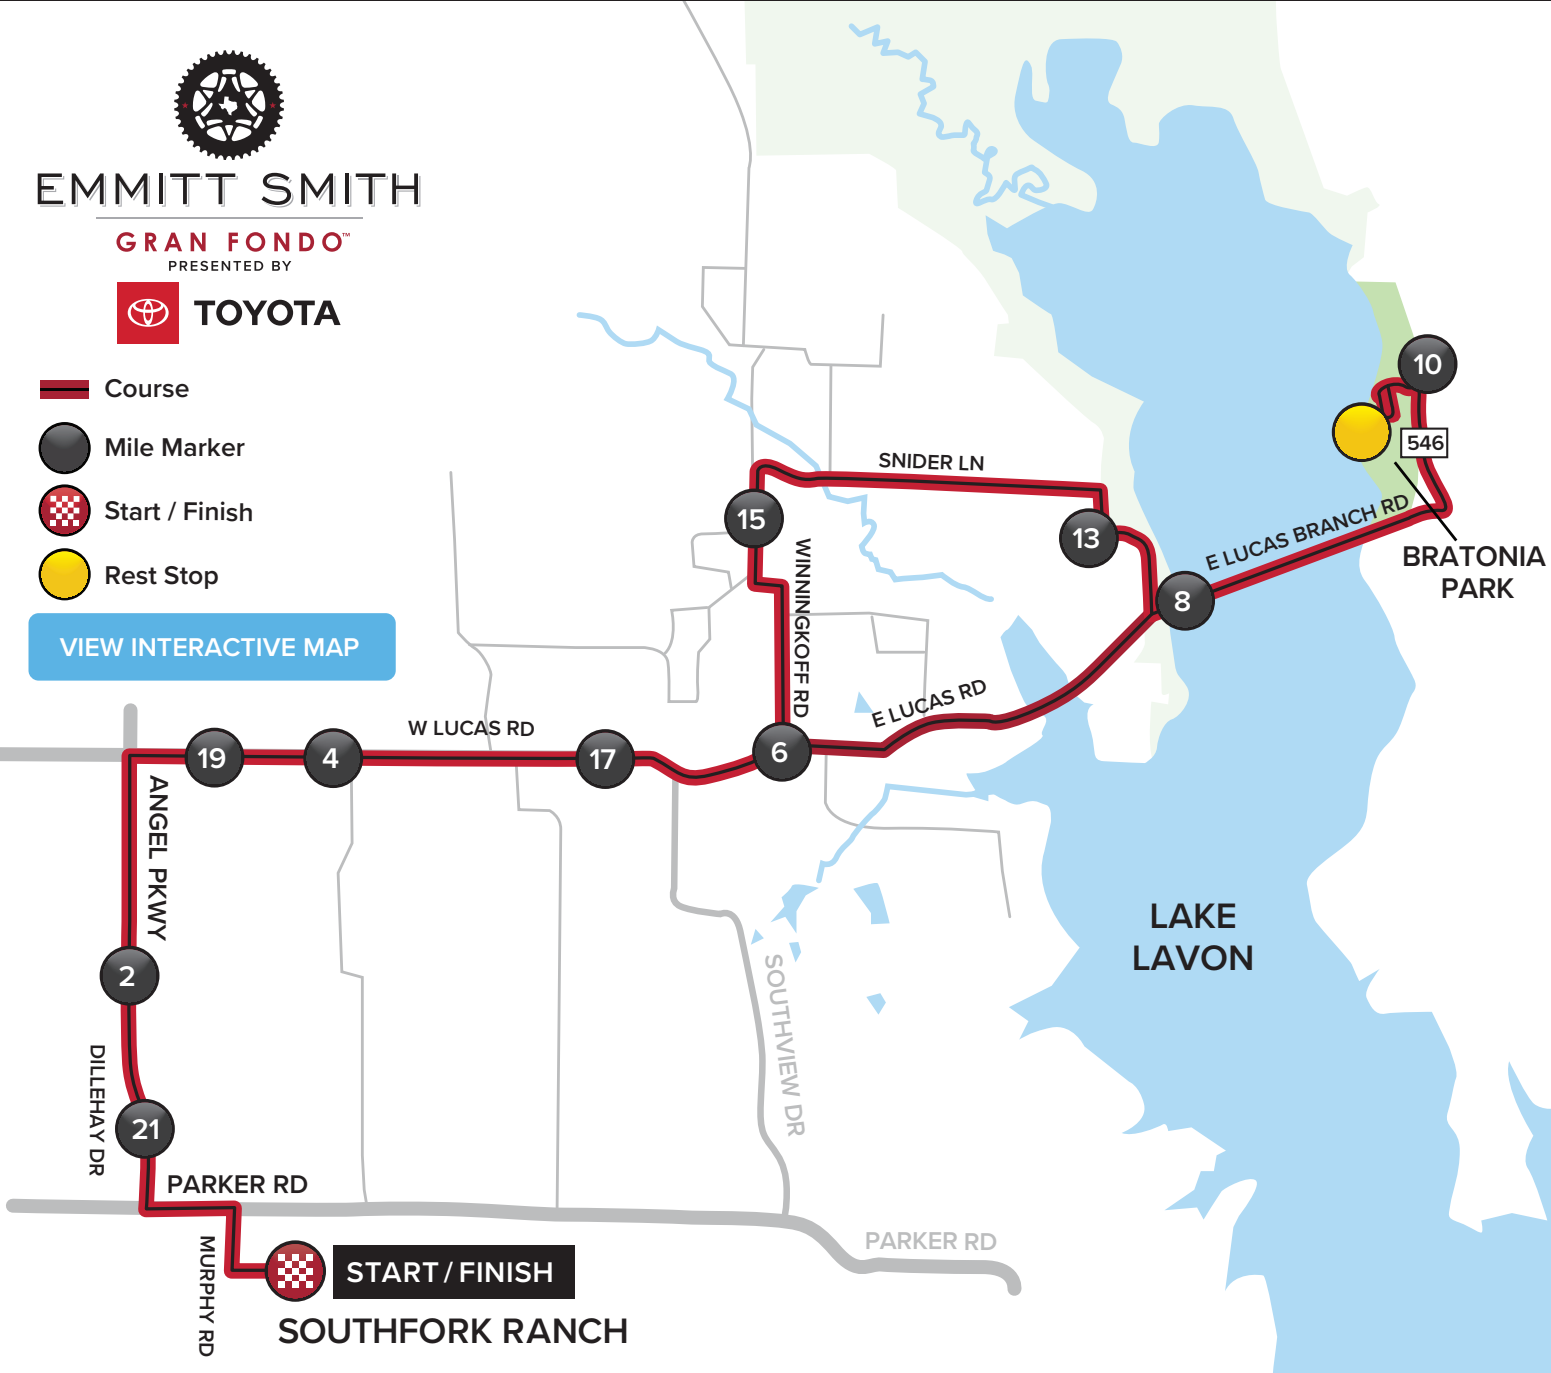 EMMITT SMITH
GRAN FONDO™
PRESENTED BY
TOYOTA
Course
Mile Marker
Start / Finish
Rest Stop
VIEW INTERACTIVE MAP
10
546
SNIDER LN
15
13
E LUCAS BRANCH RD
BRATONIA
PARK
8
WINNINGKOFF RD
E LUCAS RD
W LUCAS RD
19
4
17
6
ANGEL PKWY
LAKE
LAVON
2
SOUTHVIEW DR
DILLEHAY DR
21
PARKER RD
PARKER RD
MURPHY RD
START / FINISH
SOUTHFORK RANCH